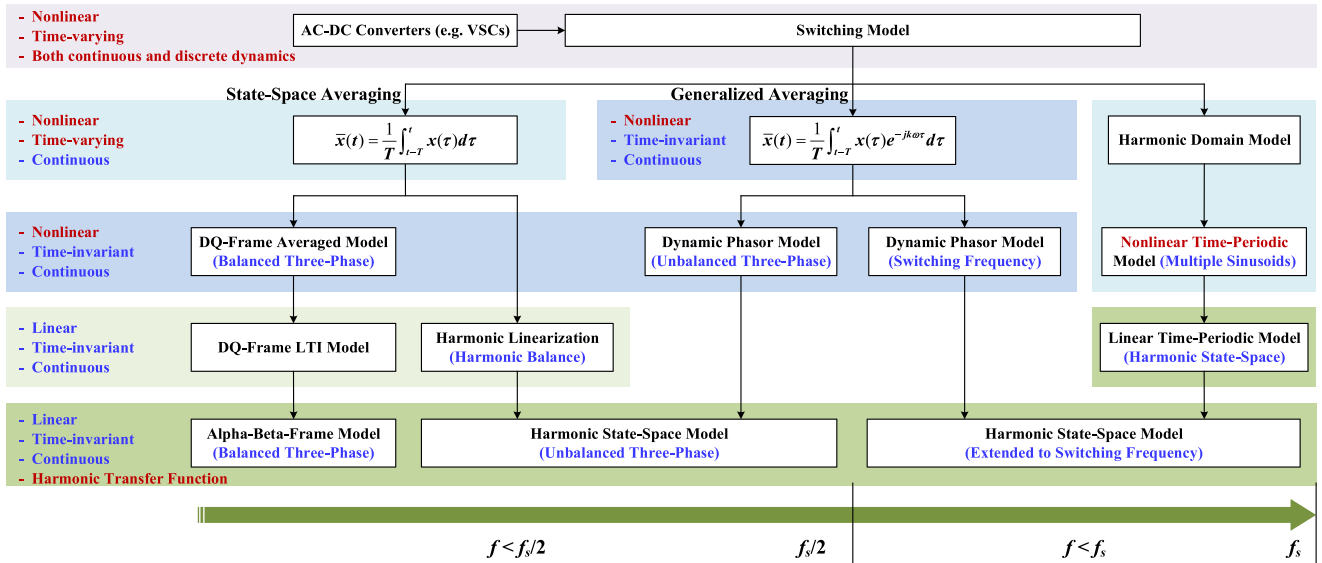 - Nonlinear
- Time-varying
- Both continuous and discrete dynamics
AC-DC Converters (e.g. VSCs)
Switching Model
State-Space Averaging
Generalized Averaging
- Nonlinear
- Time-varying
- Continuous
x̄(t) = 1/T ∫_{t-T}^{t} x(τ)dτ
- Nonlinear
- Time-invariant
- Continuous
x̄(t) = 1/T ∫_{t-T}^{t} x(τ)e^{-jkωτ}dτ
Harmonic Domain Model
- Nonlinear
- Time-invariant
- Continuous
DQ-Frame Averaged Model
(Balanced Three-Phase)
Dynamic Phasor Model
(Unbalanced Three-Phase)
Dynamic Phasor Model
(Switching Frequency)
Nonlinear Time-Periodic
Model (Multiple Sinusoids)
- Linear
- Time-invariant
- Continuous
DQ-Frame LTI Model
Harmonic Linearization
(Harmonic Balance)
Linear Time-Periodic Model
(Harmonic State-Space)
- Linear
- Time-invariant
- Continuous
- Harmonic Transfer Function
Alpha-Beta-Frame Model
(Balanced Three-Phase)
Harmonic State-Space Model
(Unbalanced Three-Phase)
Harmonic State-Space Model
(Extended to Switching Frequency)
f < f_s/2
f_s/2
f < f_s
f_s